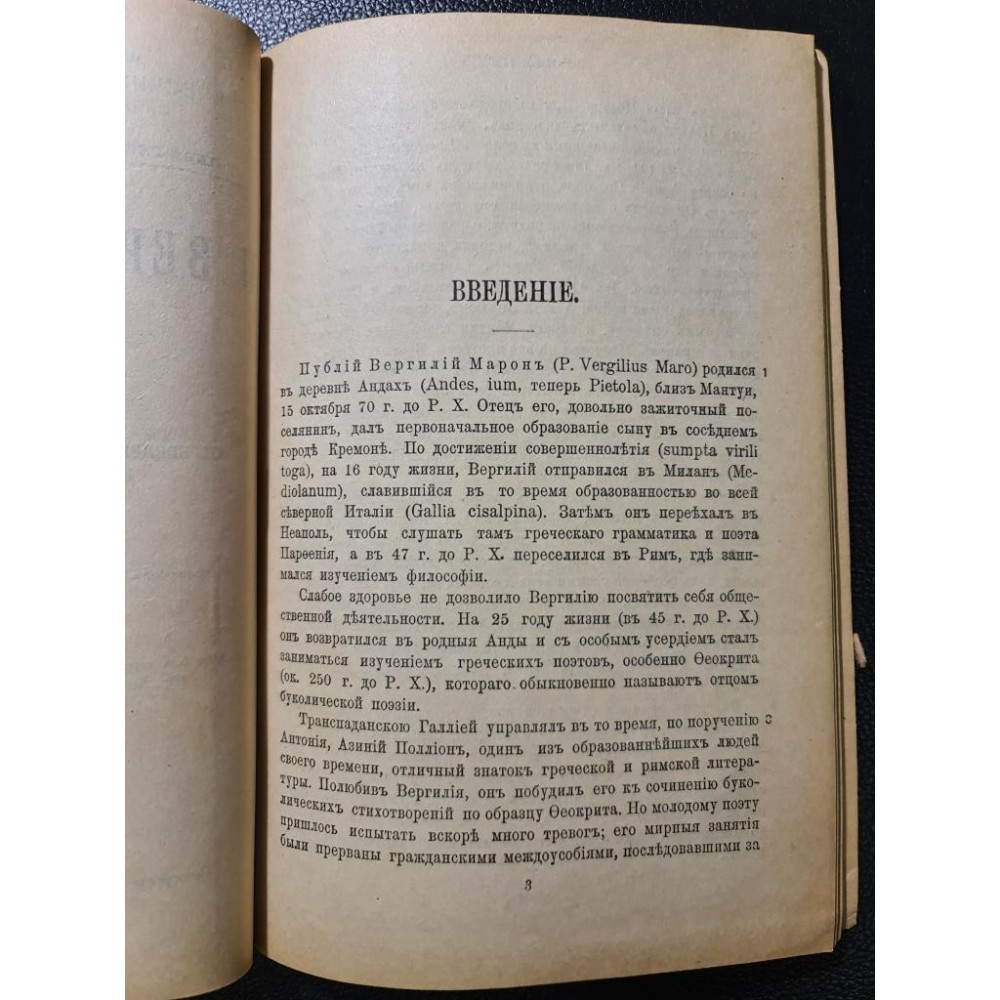 ВВЕДЕНІЕ.
Публій Вергилій Маронъ (P. Vergilius Maro) родился 1
въ деревнѣ Андахъ (Andes, ium, теперь Pietola), близъ Мантуи,
15 октября 70 г. до Р. Х. Отецъ его, довольно зажиточный по-
селянин, далъ первоначальное образованіе сыну въ сосѣднемъ
городѣ Кремонѣ. По достиженіи совершеннолѣтія (sumpta virili
toga), на 16 году жизни, Вергилій отправился въ Миланъ (Me-
diolanum), славившійся въ то время образованностью во всей
сѣверной Италіи (Gallia cisalpina). Затѣмъ онъ переѣхалъ въ
Неаполь, чтобы слушать тамъ греческаго грамматика и поэта
Парѳенія, а въ 47 г. до Р. Х. переселился въ Римъ, гдѣ зани-
мался изученіемъ философіи.
Слабое здоровье не дозволило Вергилію посвятить себя обще-
ственной дѣятельности. На 25 году жизни (въ 45 г. до Р. Х.)
онъ возвратился въ родныя Анды и съ особымъ усердіемъ сталъ
заниматься изученіемъ греческихъ поэтовъ, особенно Ѳеокрита
(ок. 250 г. до Р. Х.), котораго обыкновенно называютъ отцомъ
буколической поэзіи.
Транспаданскою Галліей управлялъ въ то время, по порученію
Антонія, Азиній Полліонъ, одинъ изъ образованнѣйшихъ людей
своего времени, отличный знатокъ греческой и римской литера-
туры. Полюбивъ Вергилія, онъ побудилъ его къ сочиненію буко-
лическихъ стихотвореній по образцу Ѳеокрита. Но молодому поэту
пришлось испытать вскорѣ много тревогъ; его мирныя занятія
были прерваны гражданскими междоусобіями, послѣдовавшими за
3